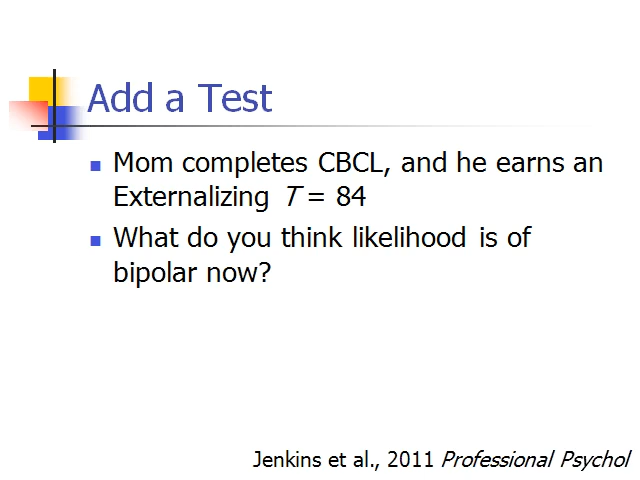 Add a Test
Mom completes CBCL, and he earns an
Externalizing T = 84
What do you think likelihood is of
bipolar now?
Jenkins et al., 2011 Professional Psychol